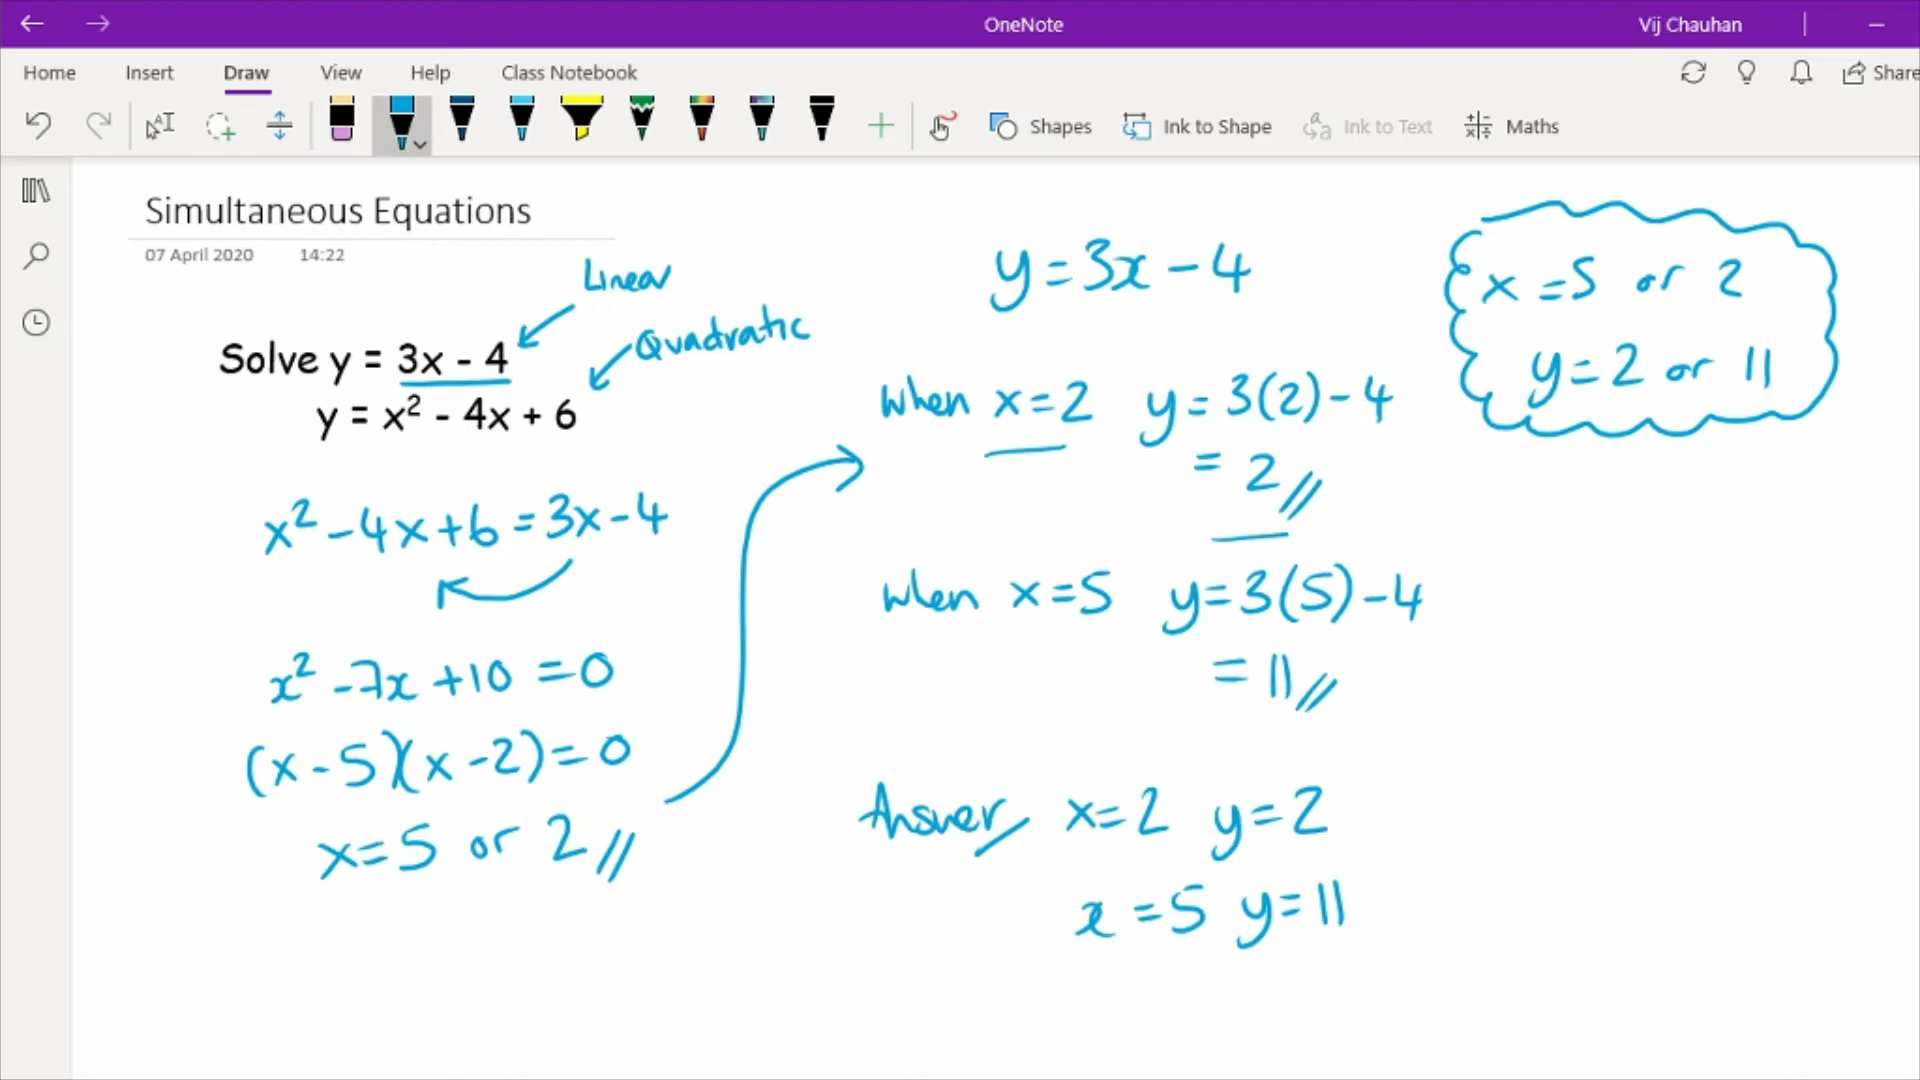 OneNote
Vij Chauhan
Home Insert Draw View Help Class Notebook Share
Shapes Ink to Shape Ink to Text Maths
Simultaneous Equations
07 April 2020 14:22
Linear
Quadratic
Solve y = 3x - 4
y = x² - 4x + 6
x² - 4x + 6 = 3x - 4
x² - 7x + 10 = 0
(x - 5)(x - 2) = 0
x = 5 or 2 //
y = 3x - 4
when x = 2 y = 3(2) - 4
= 2 //
when x = 5 y = 3(5) - 4
= 11 //
Answer x = 2 y = 2
x = 5 y = 11
x = 5 or 2
y = 2 or 11